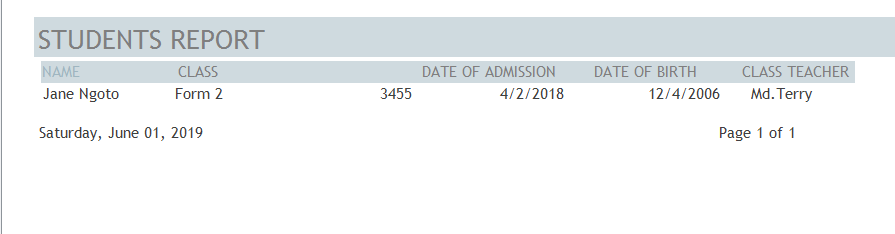 STUDENTS REPORT
NAME CLASS DATE OF ADMISSION DATE OF BIRTH CLASS TEACHER
Jane Ngoto Form 2 3455 4/2/2018 12/4/2006 Md.Terry
Saturday, June 01, 2019 Page 1 of 1